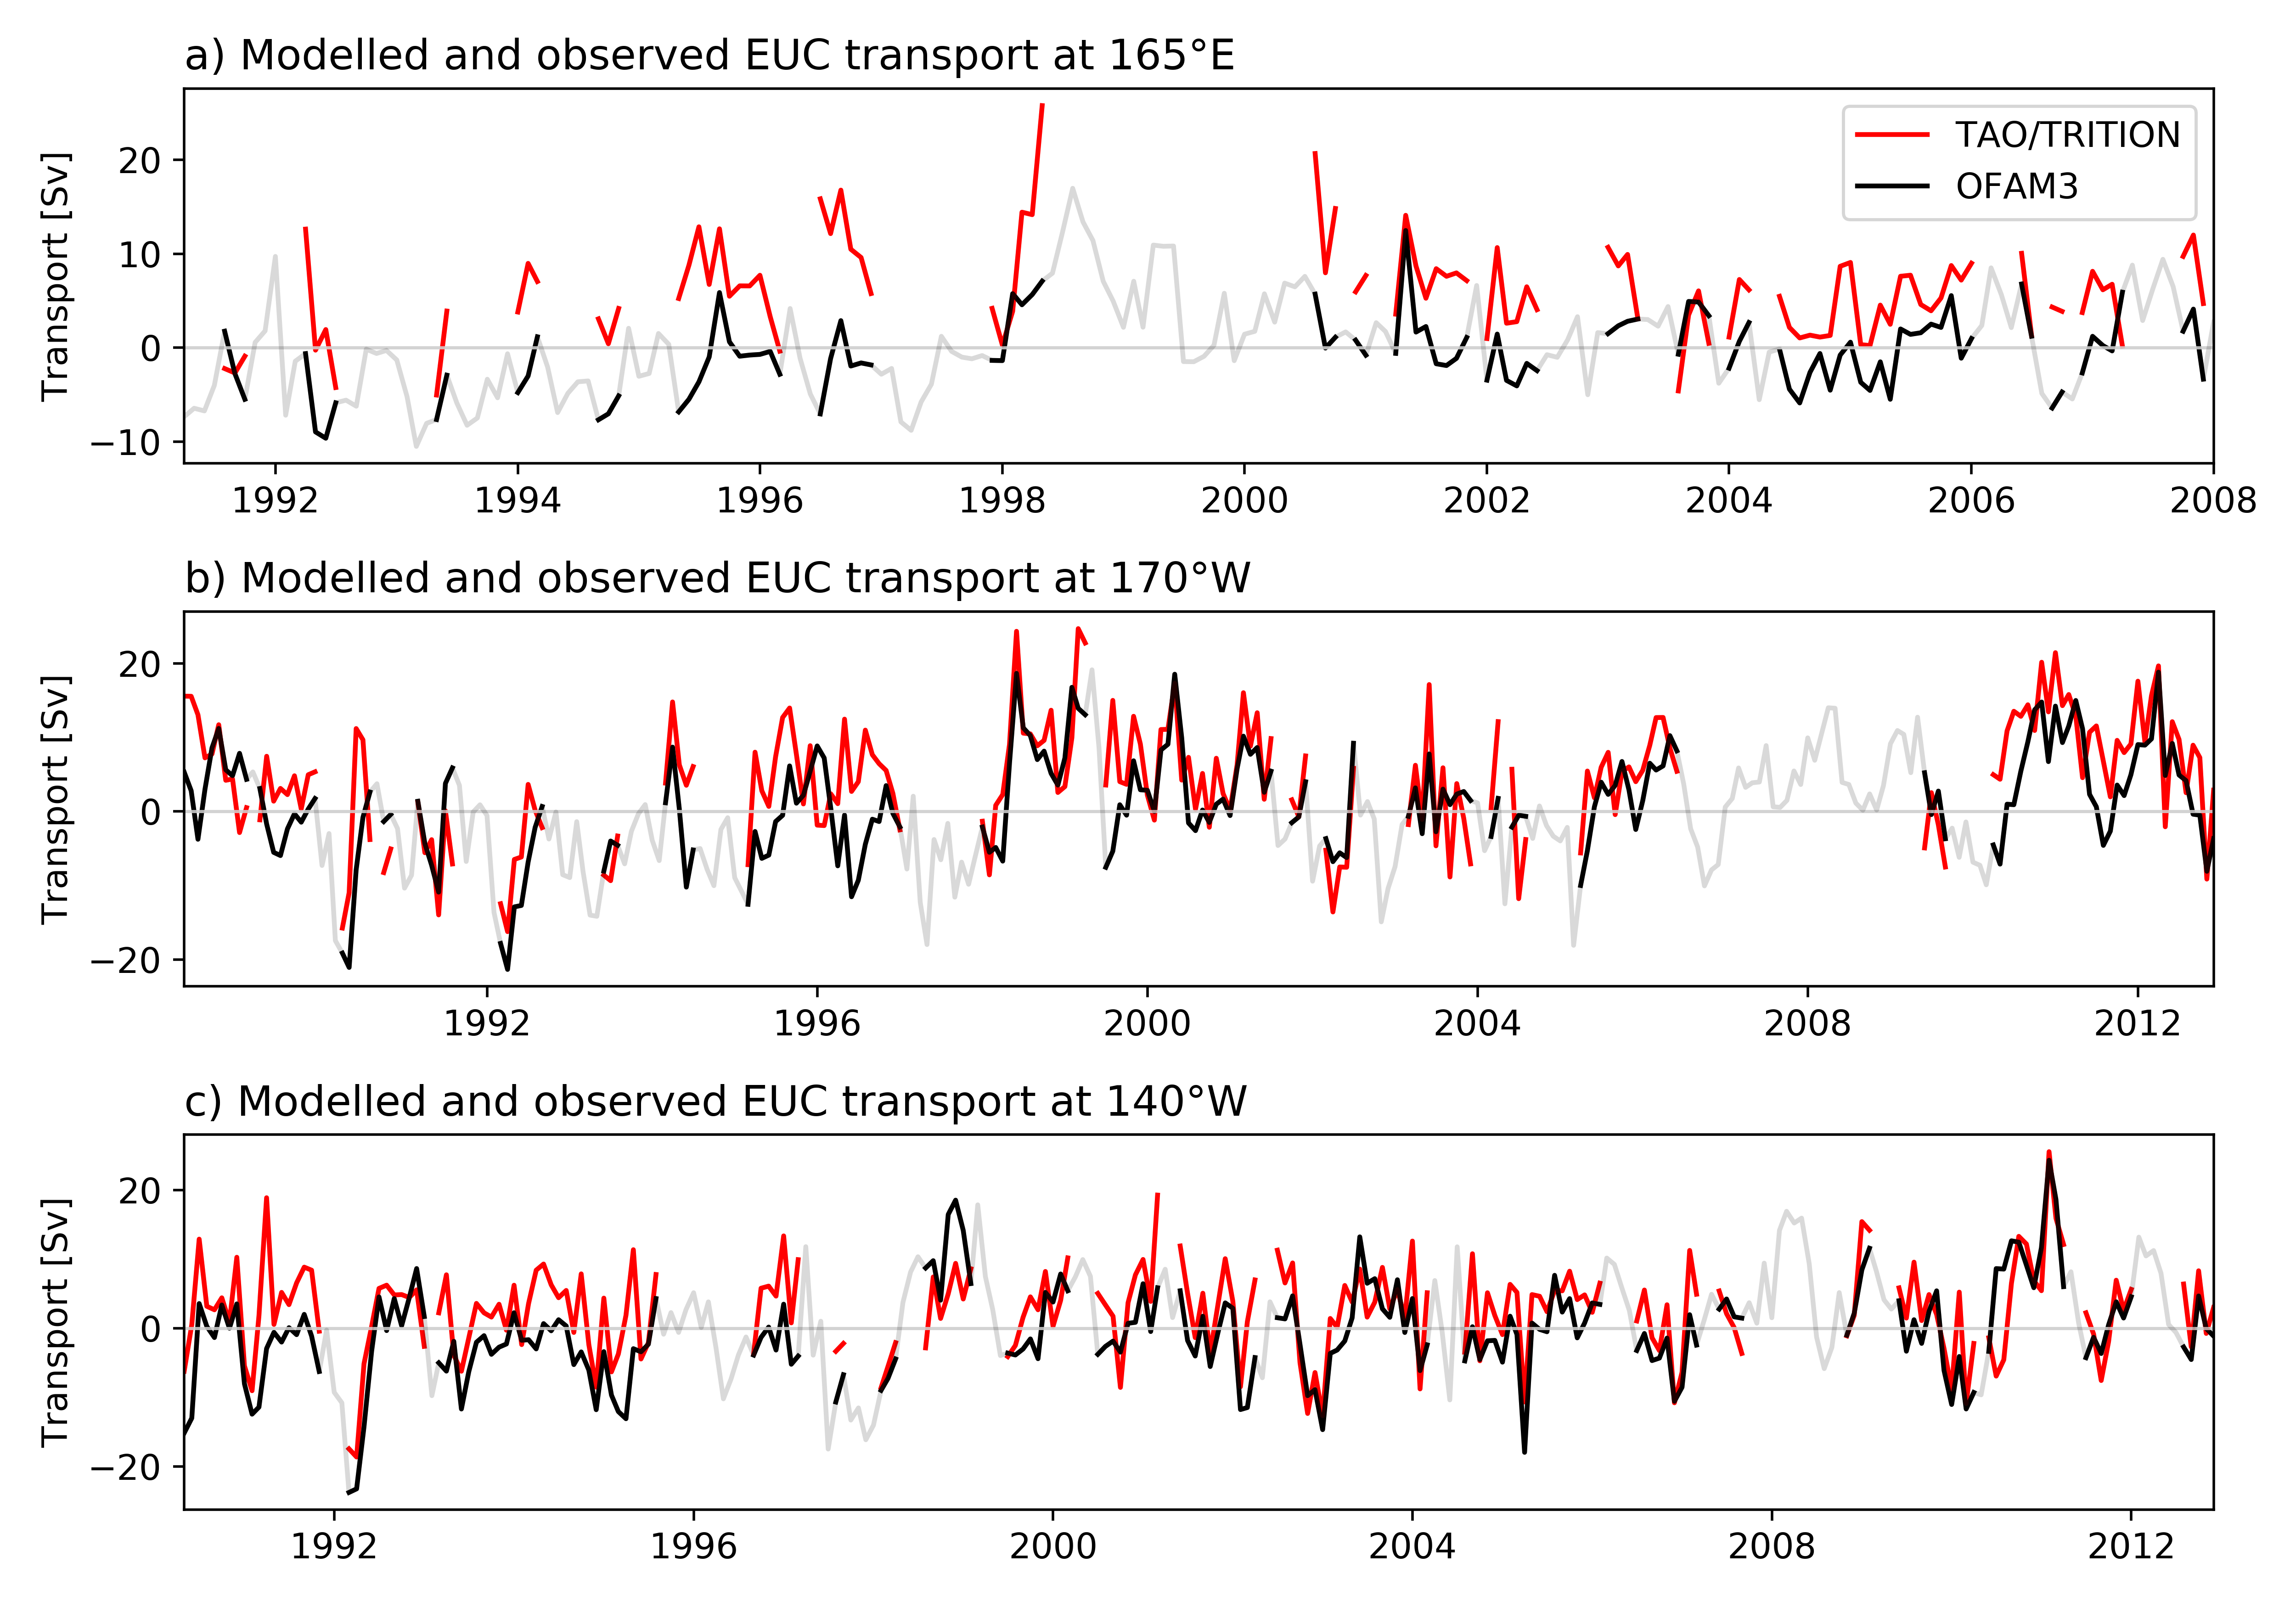 a) Modelled and observed EUC transport at 165°E
Transport [Sv]
20
10
0
−10
TAO/TRITION
OFAM3
1992 1994 1996 1998 2000 2002 2004 2006 2008
b) Modelled and observed EUC transport at 170°W
Transport [Sv]
20
0
−20
1992 1996 2000 2004 2008 2012
c) Modelled and observed EUC transport at 140°W
Transport [Sv]
20
0
−20
1992 1996 2000 2004 2008 2012